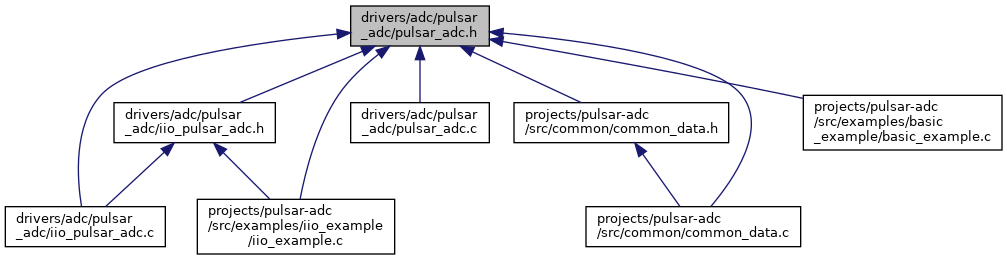 drivers/adc/pulsar
_adc/pulsar_adc.h
drivers/adc/pulsar
_adc/iio_pulsar_adc.h
drivers/adc/pulsar
_adc/pulsar_adc.c
projects/pulsar-adc
/src/common/common_data.h
projects/pulsar-adc
/src/examples/basic
_example/basic_example.c
drivers/adc/pulsar
_adc/iio_pulsar_adc.c
projects/pulsar-adc
/src/examples/iio_example
/iio_example.c
projects/pulsar-adc
/src/common/common_data.c